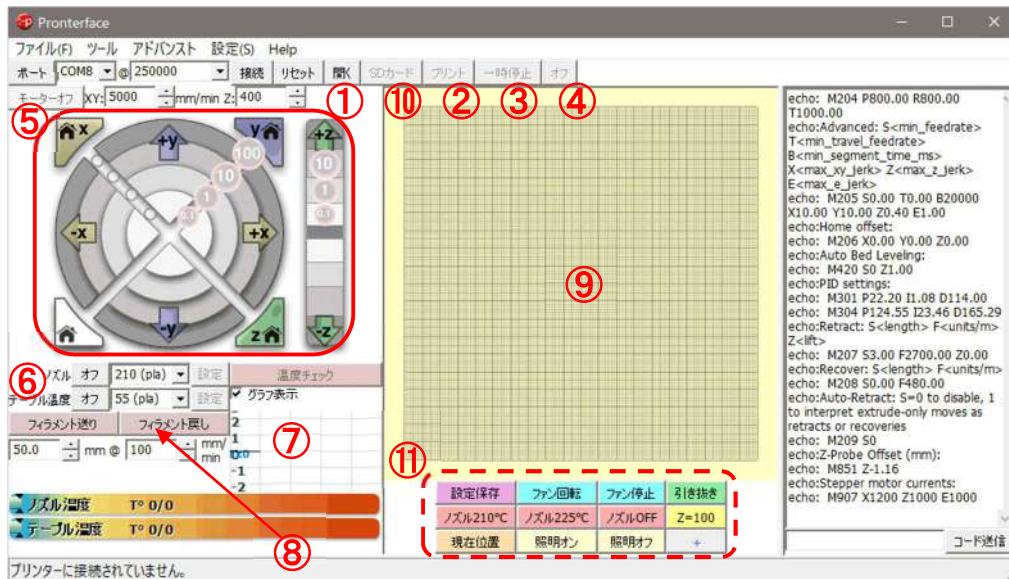 Pronterface
ファイル(F) ツール アドバンスト 設定(S) Help
ポート COM8 @ 250000 接続 リセット 開く SDカード プリント 一時停止 オフ
モーターオフ XY: 5000 mm/min Z: 400
① ⑩ ② ③ ④
⑤
x +y y +z
100
10 10
1 1
0.1 0.1
-x +x
-y z -z
⑨
⑥ ノズル オフ 210 (pla) 設定 温度チェック
テーブル温度 オフ 55 (pla) 設定 グラフ表示
フィラメント送り フィラメント戻し
50.0 mm @ 100 mm/min
2
1
0.0
-1
-2
⑦
ノズル温度 T° 0/0
テーブル温度 T° 0/0
⑧
⑪
設定保存 ファン回転 ファン停止 引き抜き
ノズル210℃ ノズル225℃ ノズルOFF Z=100
現在位置 照明オン 照明オフ +
echo: M204 P800.00 R800.00
T1000.00
echo:Advanced: S<min_feedrate>
T<min_travel_feedrate>
B<min_segment_time_ms>
X<max_xy_jerk> Z<max_z_jerk>
E<max_e_jerk>
echo: M205 S0.00 T0.00 B20000
X10.00 Y10.00 Z0.40 E1.00
echo:Home offset:
echo: M206 X0.00 Y0.00 Z0.00
echo:Auto Bed Leveling:
echo: M420 S0 Z1.00
echo:PID settings:
echo: M301 P22.20 I1.08 D114.00
echo: M304 P124.55 I23.46 D165.29
echo:Retract: S<length> F<units/m>
Z<lift>
echo: M207 S3.00 F2700.00 Z0.00
echo:Recover: S<length> F<units/m>
echo: M208 S0.00 F480.00
echo:Auto-Retract: S=0 to disable, 1
to interpret extrude-only moves as
retracts or recoveries
echo: M209 S0
echo:Z-Probe Offset (mm):
echo: M851 Z-1.16
echo:Stepper motor currents:
echo: M907 X1200 Z1000 E1000
コード送信
プリンターに接続されていません。